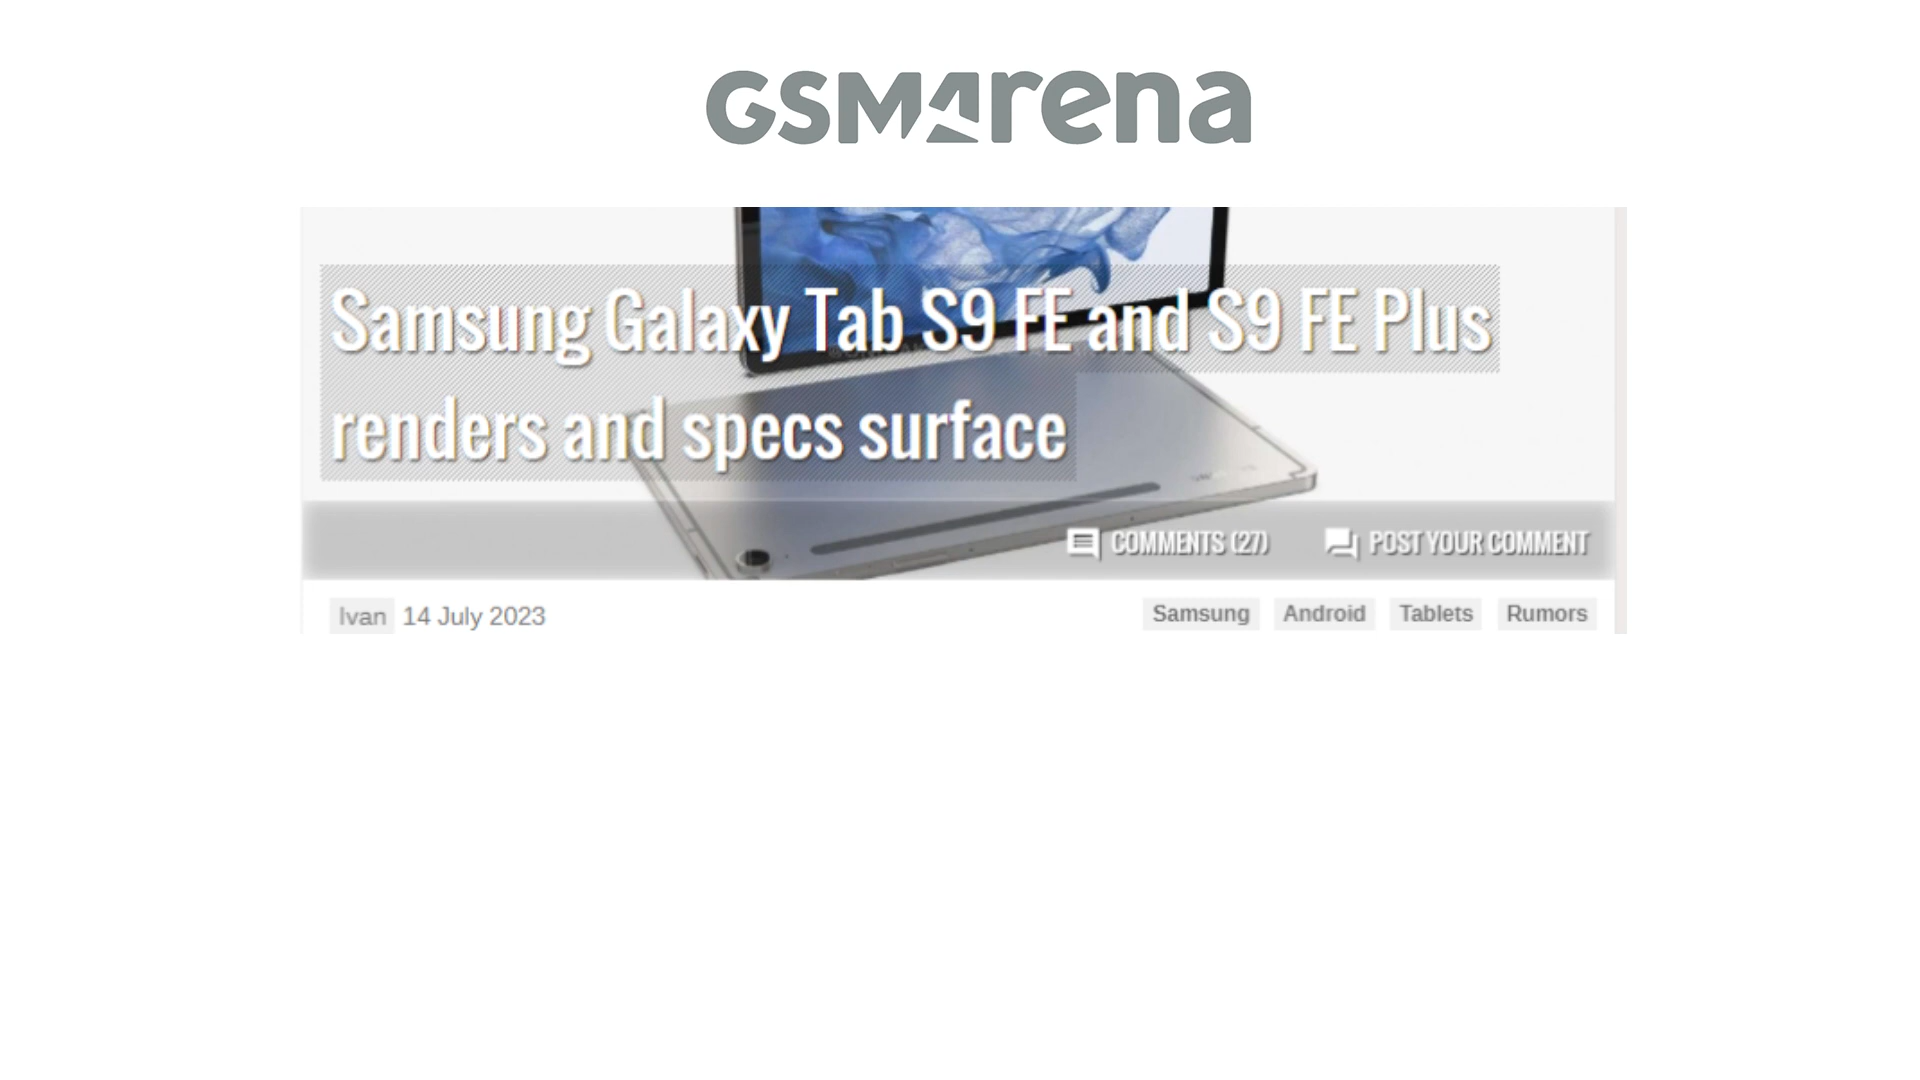 GSMArena
Samsung Galaxy Tab S9 FE and S9 FE Plus
renders and specs surface
COMMENTS (27) POST YOUR COMMENT
Ivan 14 July 2023 Samsung Android Tablets Rumors